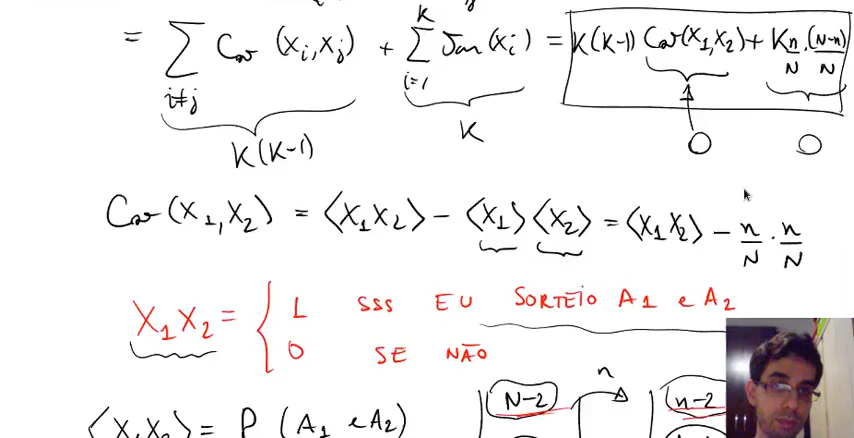 = Σ Cov (Xi,Xj) + Σ Var(Xi) = K(K-1) Cov(X1,X2) + K n/N . (N-n)/N
i≠j K i=1
K(K-1) K 0 0
Cov (X1,X2) = ⟨X1X2⟩ - ⟨X1⟩⟨X2⟩ = ⟨X1X2⟩ - n/N . n/N
X1X2 = { 1 SSS EU SORTEIO A1 e A2
0 SE NÃO
n
N-2 n-2
⟨X1X2⟩ = P (A1 e A2)